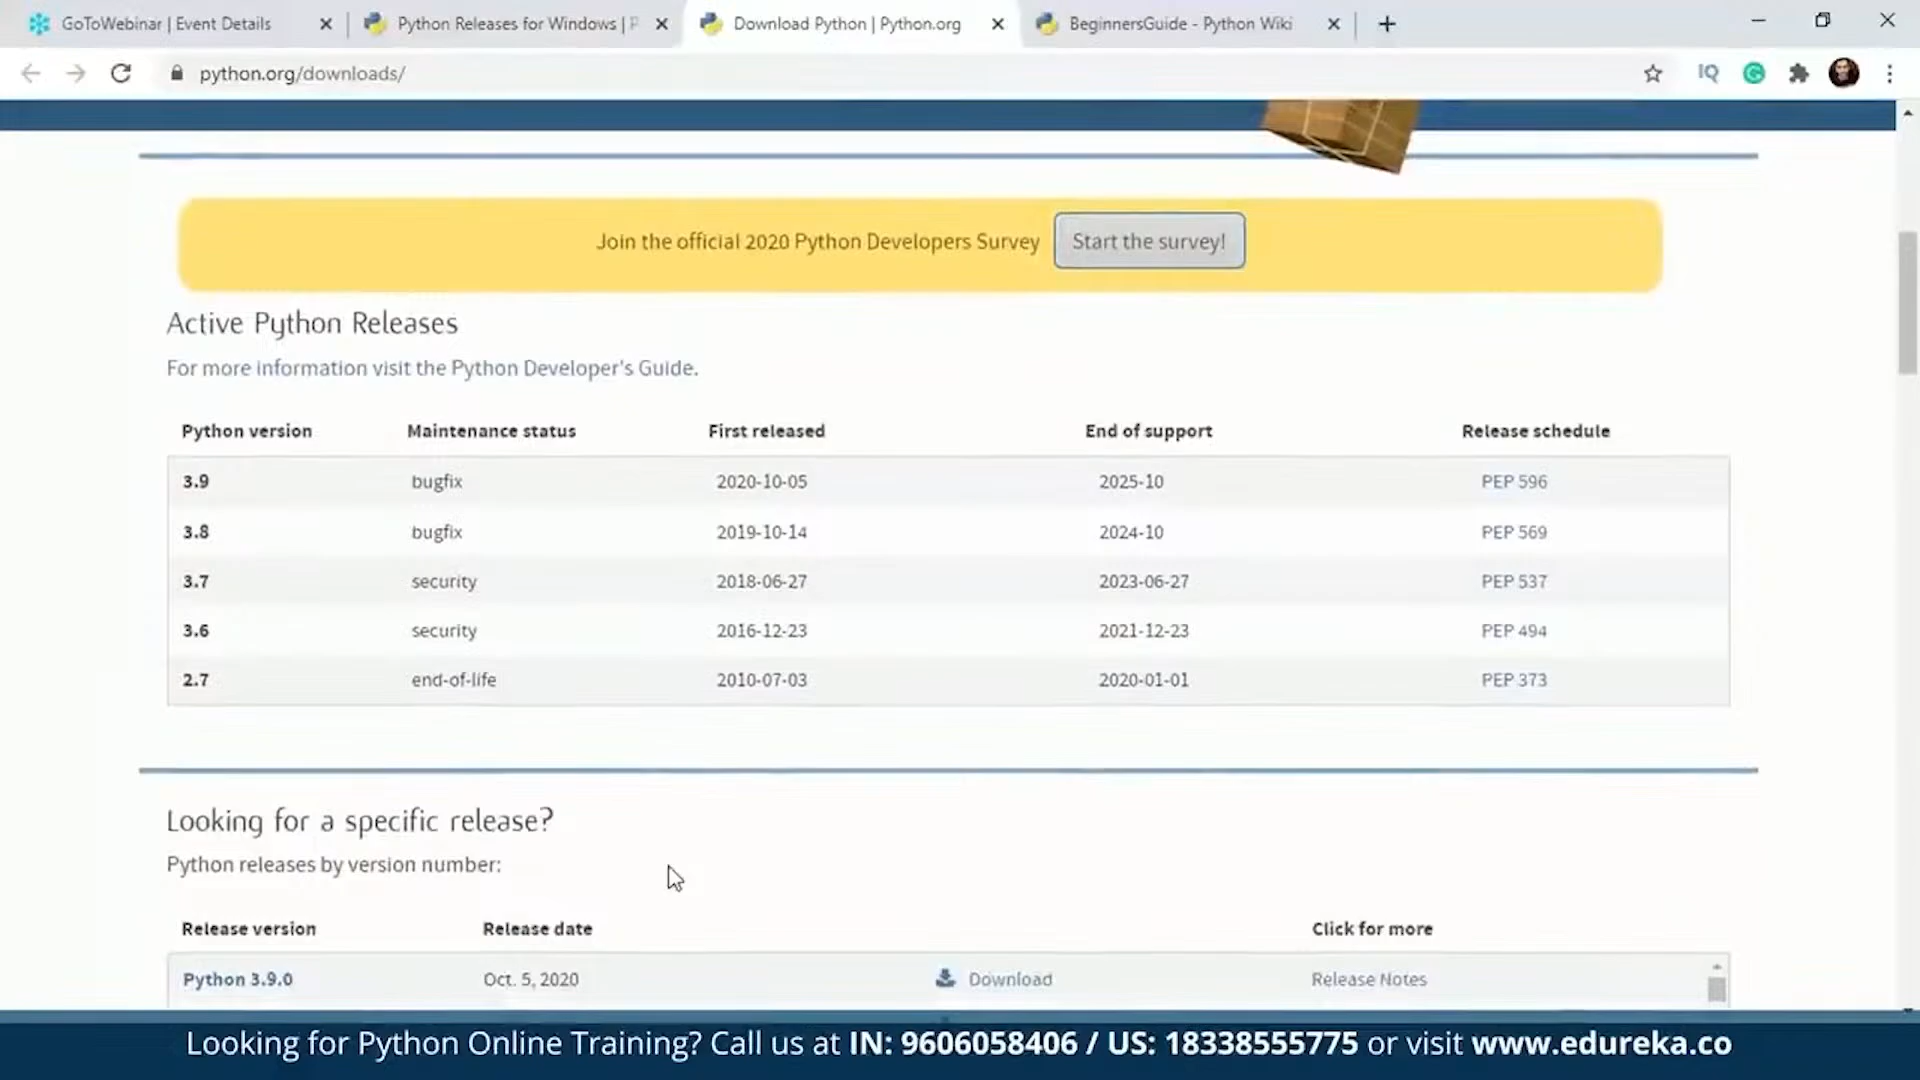 GoToWebinar | Event Details
Python Releases for Windows | P
Download Python | Python.org
BeginnersGuide - Python Wiki
python.org/downloads/
IQ
Join the official 2020 Python Developers Survey Start the survey!
Active Python Releases
For more information visit the Python Developer's Guide.
Python version Maintenance status First released End of support Release schedule
3.9 bugfix 2020-10-05 2025-10 PEP 596
3.8 bugfix 2019-10-14 2024-10 PEP 569
3.7 security 2018-06-27 2023-06-27 PEP 537
3.6 security 2016-12-23 2021-12-23 PEP 494
2.7 end-of-life 2010-07-03 2020-01-01 PEP 373
Looking for a specific release?
Python releases by version number:
Release version Release date Click for more
Python 3.9.0 Oct. 5, 2020 Download Release Notes
Looking for Python Online Training? Call us at IN: 9606058406 / US: 18338555775 or visit www.edureka.co